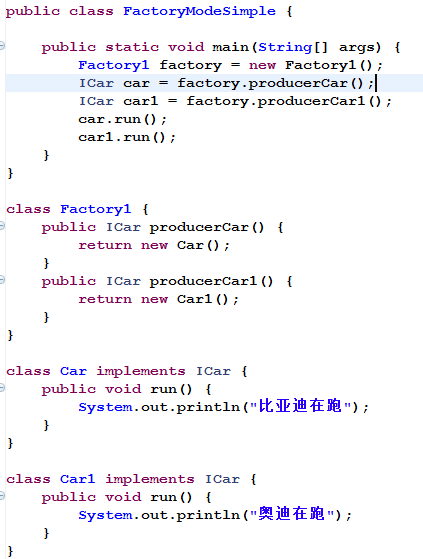 public class FactoryModeSimple {
public static void main(String[] args) {
Factory1 factory = new Factory1();
ICar car = factory.producerCar();
ICar car1 = factory.producerCar1();
car.run();
car1.run();
}
}
class Factory1 {
public ICar producerCar() {
return new Car();
}
public ICar producerCar1() {
return new Car1();
}
}
class Car implements ICar {
public void run() {
System.out.println("比亚迪在跑");
}
}
class Car1 implements ICar {
public void run() {
System.out.println("奥迪在跑");
}
}